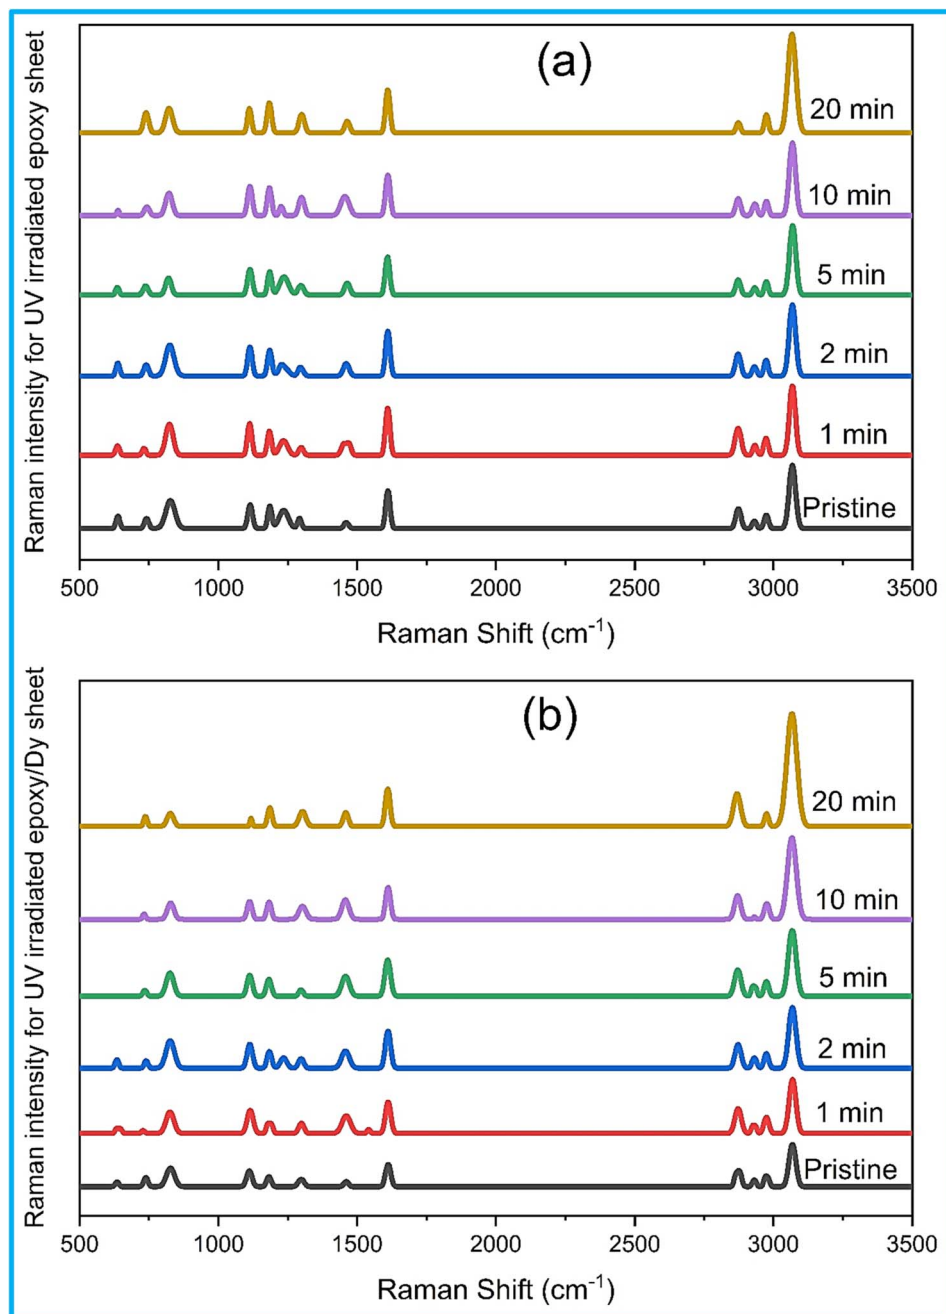 (a)
Raman intensity for UV irradiated epoxy sheet
20 min
10 min
5 min
2 min
1 min
Pristine
500 1000 1500 2000 2500 3000 3500
Raman Shift (cm⁻¹)
(b)
Raman intensity for UV irradiated epoxy/Dy sheet
20 min
10 min
5 min
2 min
1 min
Pristine
500 1000 1500 2000 2500 3000 3500
Raman Shift (cm⁻¹)